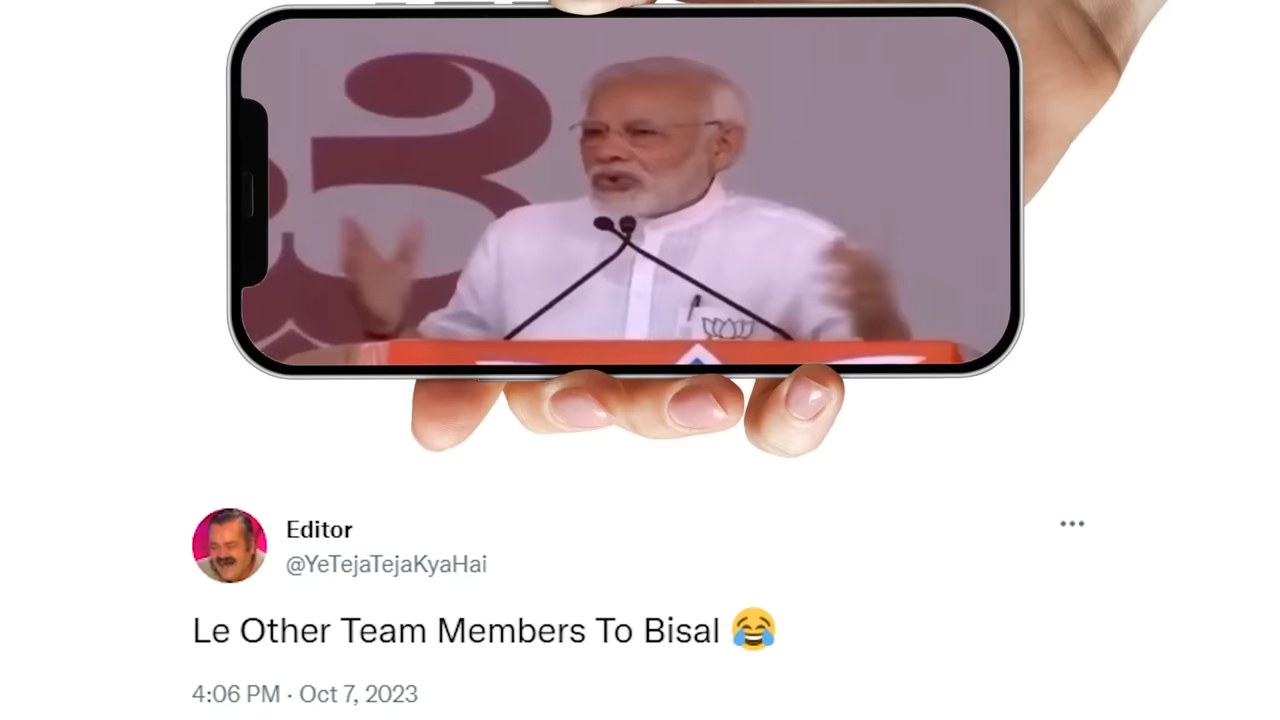 Editor
@YeTejaTejaKyaHai
Le Other Team Members To Bisal 😂
4:06 PM · Oct 7, 2023